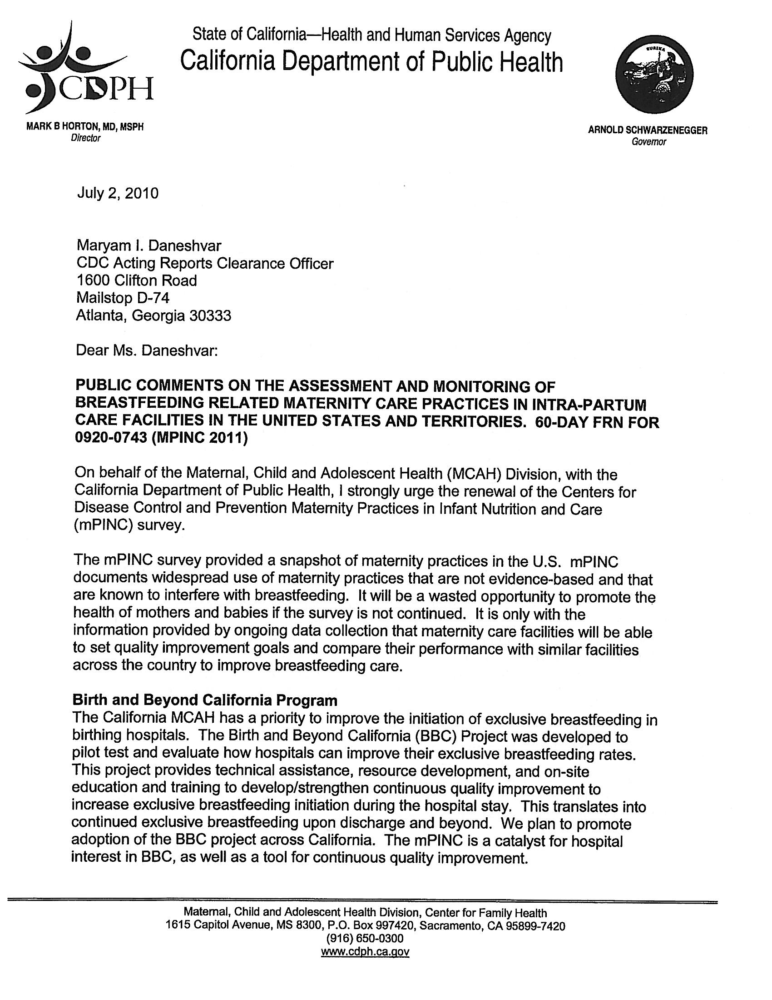 State of California—Health and Human Services Agency
California Department of Public Health
CDPH
EUREKA
MARK B HORTON, MD, MSPH
Director
ARNOLD SCHWARZENEGGER
Governor
July 2, 2010
Maryam I. Daneshvar
CDC Acting Reports Clearance Officer
1600 Clifton Road
Mailstop D-74
Atlanta, Georgia 30333
Dear Ms. Daneshvar:
PUBLIC COMMENTS ON THE ASSESSMENT AND MONITORING OF
BREASTFEEDING RELATED MATERNITY CARE PRACTICES IN INTRA-PARTUM
CARE FACILITIES IN THE UNITED STATES AND TERRITORIES. 60-DAY FRN FOR
0920-0743 (MPINC 2011)
On behalf of the Maternal, Child and Adolescent Health (MCAH) Division, with the
California Department of Public Health, I strongly urge the renewal of the Centers for
Disease Control and Prevention Maternity Practices in Infant Nutrition and Care
(mPINC) survey.
The mPINC survey provided a snapshot of maternity practices in the U.S. mPINC
documents widespread use of maternity practices that are not evidence-based and that
are known to interfere with breastfeeding. It will be a wasted opportunity to promote the
health of mothers and babies if the survey is not continued. It is only with the
information provided by ongoing data collection that maternity care facilities will be able
to set quality improvement goals and compare their performance with similar facilities
across the country to improve breastfeeding care.
Birth and Beyond California Program
The California MCAH has a priority to improve the initiation of exclusive breastfeeding in
birthing hospitals. The Birth and Beyond California (BBC) Project was developed to
pilot test and evaluate how hospitals can improve their exclusive breastfeeding rates.
This project provides technical assistance, resource development, and on-site
education and training to develop/strengthen continuous quality improvement to
increase exclusive breastfeeding initiation during the hospital stay. This translates into
continued exclusive breastfeeding upon discharge and beyond. We plan to promote
adoption of the BBC project across California. The mPINC is a catalyst for hospital
interest in BBC, as well as a tool for continuous quality improvement.
Maternal, Child and Adolescent Health Division, Center for Family Health
1615 Capitol Avenue, MS 8300, P.O. Box 997420, Sacramento, CA 95899-7420
(916) 650-0300
www.cdph.ca.gov